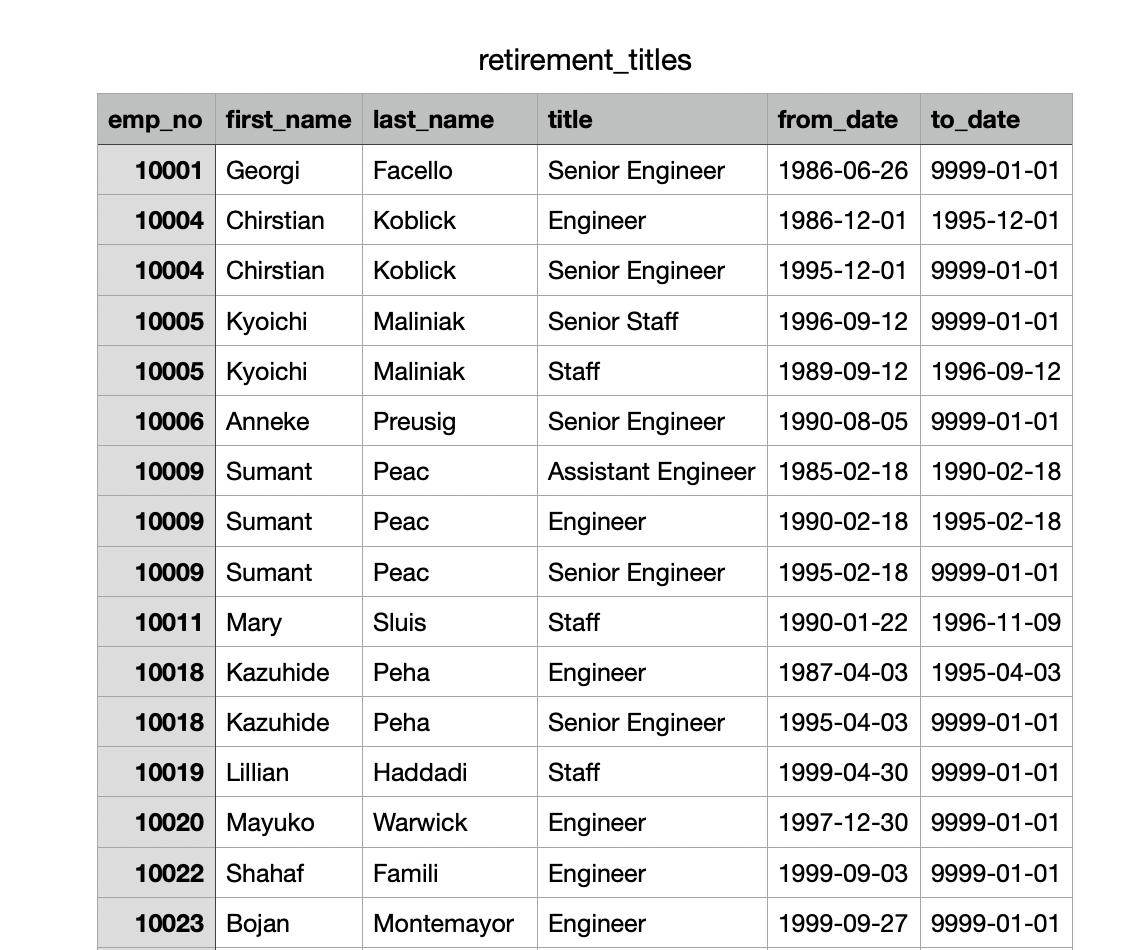 retirement_titles
emp_no first_name last_name title from_date to_date
10001 Georgi Facello Senior Engineer 1986-06-26 9999-01-01
10004 Chirstian Koblick Engineer 1986-12-01 1995-12-01
10004 Chirstian Koblick Senior Engineer 1995-12-01 9999-01-01
10005 Kyoichi Maliniak Senior Staff 1996-09-12 9999-01-01
10005 Kyoichi Maliniak Staff 1989-09-12 1996-09-12
10006 Anneke Preusig Senior Engineer 1990-08-05 9999-01-01
10009 Sumant Peac Assistant Engineer 1985-02-18 1990-02-18
10009 Sumant Peac Engineer 1990-02-18 1995-02-18
10009 Sumant Peac Senior Engineer 1995-02-18 9999-01-01
10011 Mary Sluis Staff 1990-01-22 1996-11-09
10018 Kazuhide Peha Engineer 1987-04-03 1995-04-03
10018 Kazuhide Peha Senior Engineer 1995-04-03 9999-01-01
10019 Lillian Haddadi Staff 1999-04-30 9999-01-01
10020 Mayuko Warwick Engineer 1997-12-30 9999-01-01
10022 Shahaf Famili Engineer 1999-09-03 9999-01-01
10023 Bojan Montemayor Engineer 1999-09-27 9999-01-01